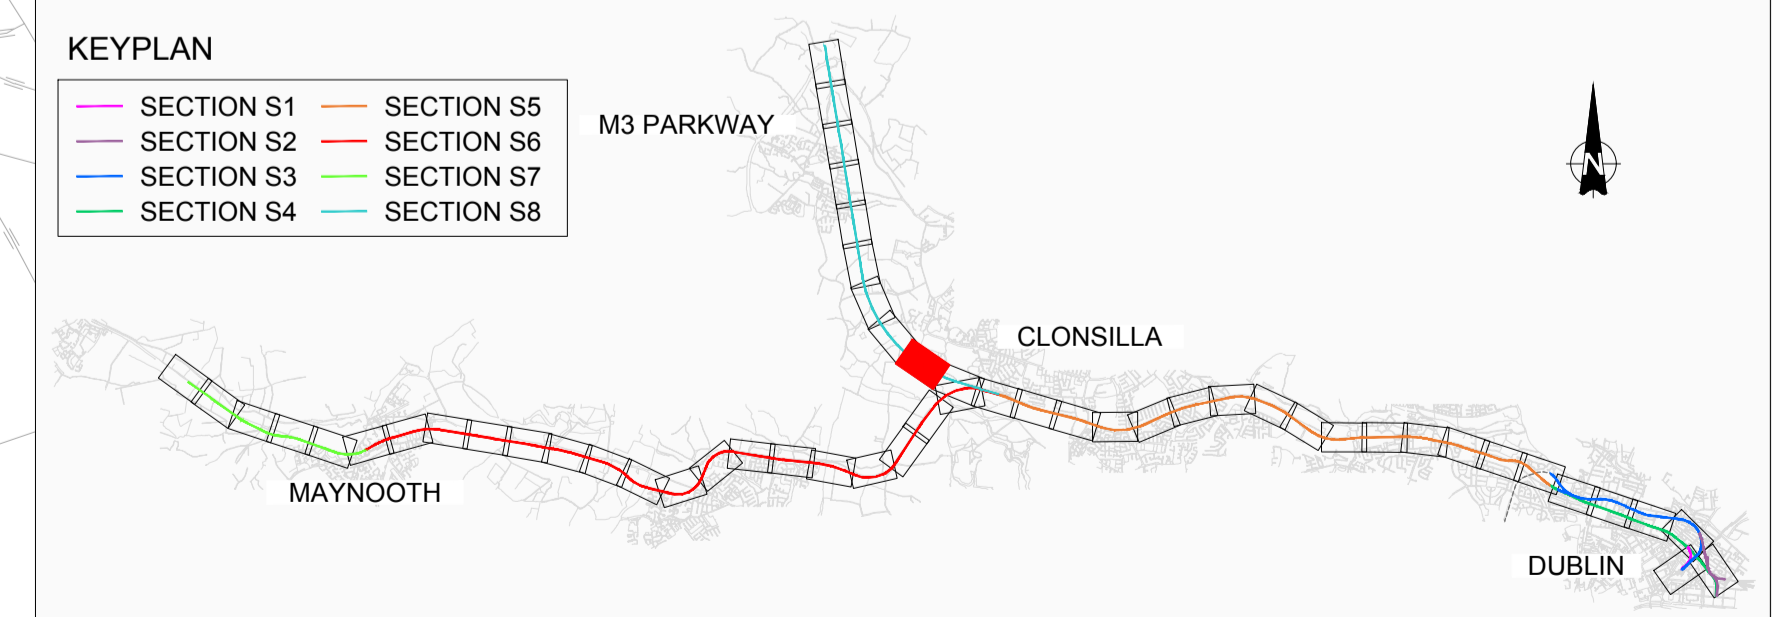 KEYPLAN
SECTION S1 SECTION S5
SECTION S2 SECTION S6
SECTION S3 SECTION S7
SECTION S4 SECTION S8
M3 PARKWAY
N
CLONSILLA
MAYNOOTH
DUBLIN